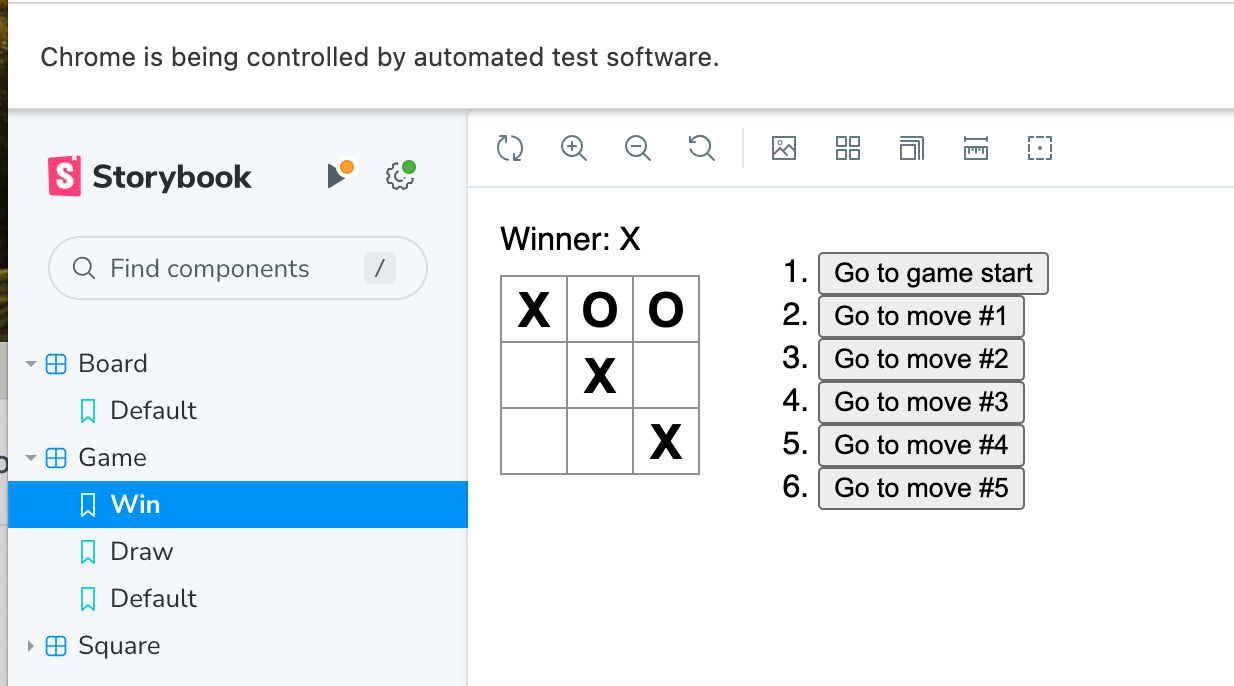 Chrome is being controlled by automated test software.
S Storybook
Find components /
Board
Default
Game
Win
Draw
Default
Square
Winner: X
X O O
X
X
1. Go to game start
2. Go to move #1
3. Go to move #2
4. Go to move #3
5. Go to move #4
6. Go to move #5